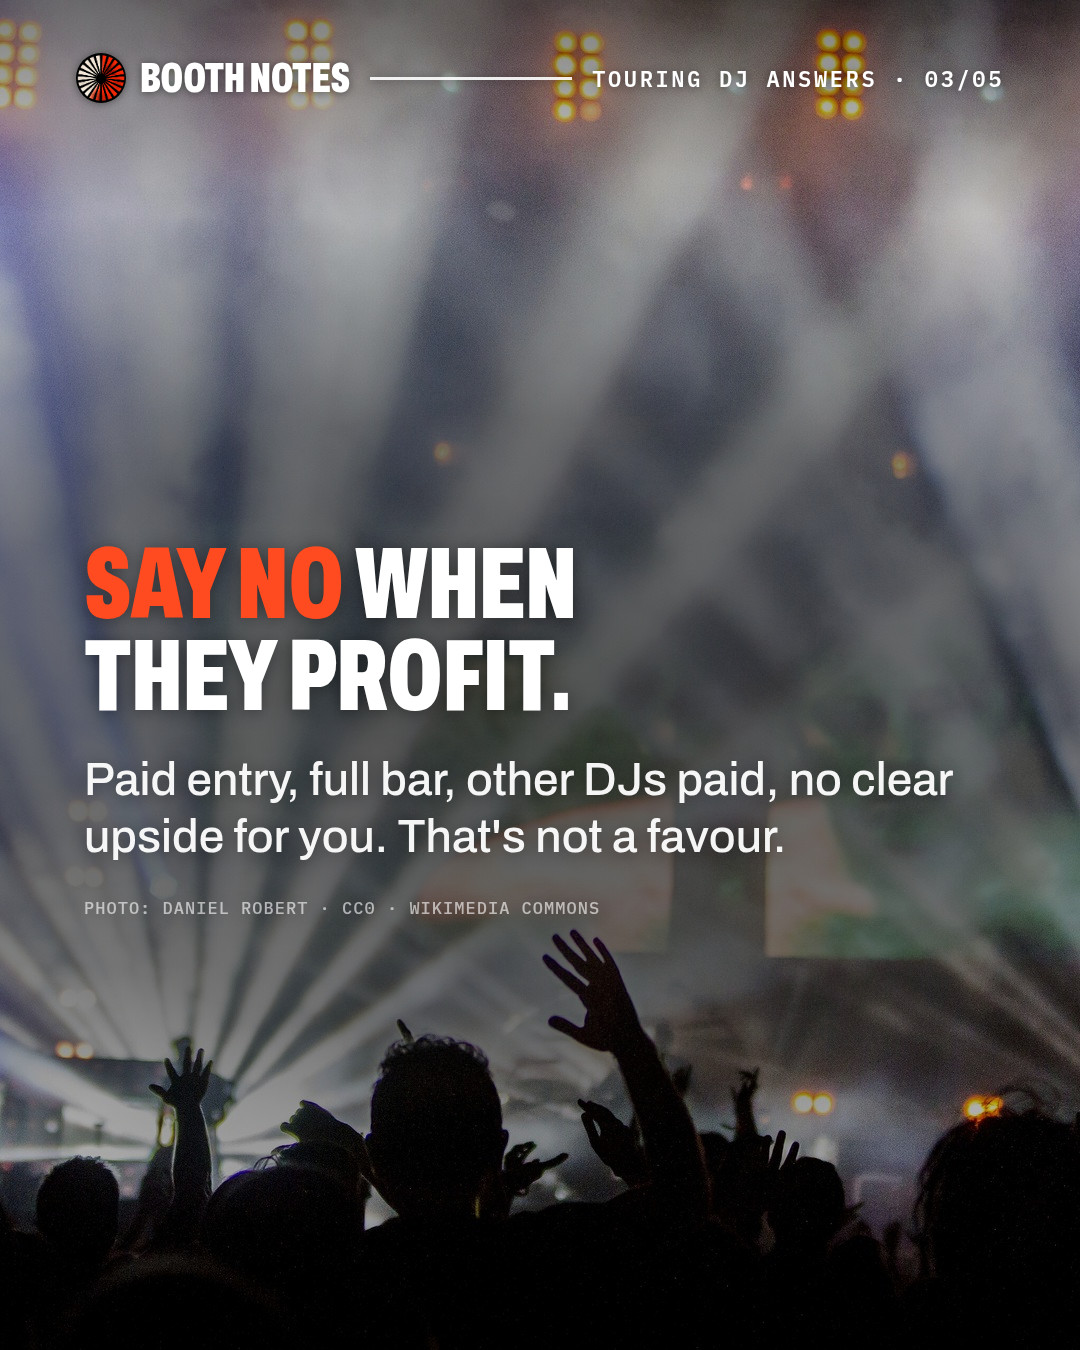 BOOTH NOTES
TOURING DJ ANSWERS · 03/05
SAY NO WHEN
THEY PROFIT.
Paid entry, full bar, other DJs paid, no clear
upside for you. That's not a favour.
PHOTO: DANIEL ROBERT · CC0 · WIKIMEDIA COMMONS